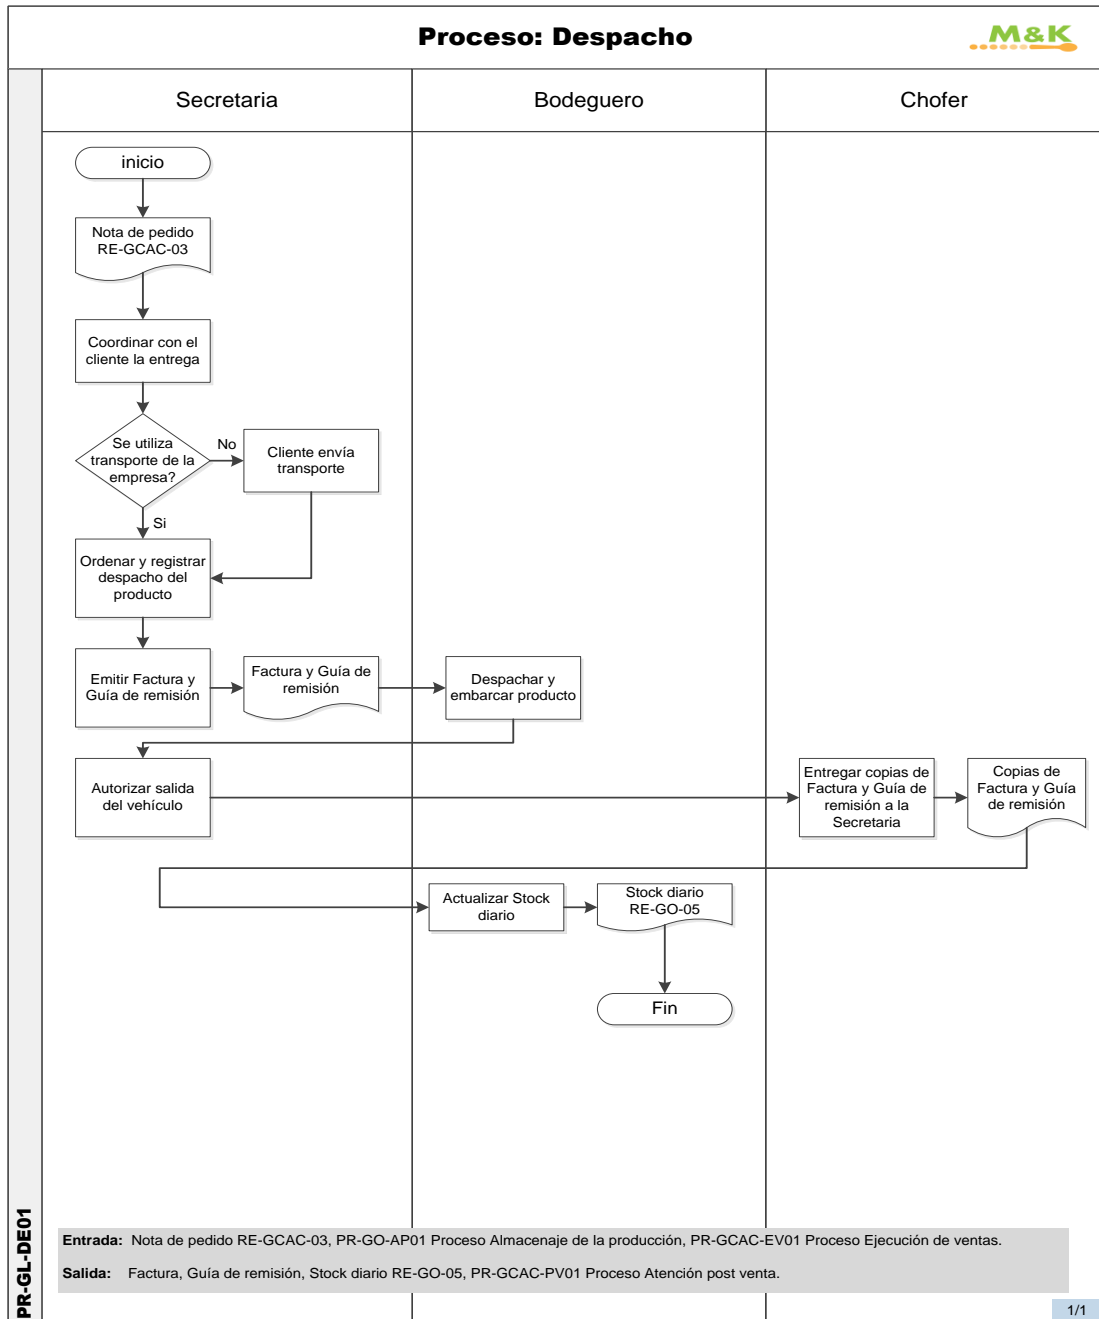 Proceso: Despacho
M&K
Secretaria
Bodeguero
Chofer
inicio
Nota de pedido
RE-GCAC-03
Coordinar con el
cliente la entrega
Se utiliza
transporte de la
empresa?
No
Cliente envía
transporte
Si
Ordenar y registrar
despacho del
producto
Emitir Factura y
Guía de remisión
Factura y Guía de
remisión
Despachar y
embarcar producto
Autorizar salida
del vehículo
Entregar copias de
Factura y Guía de
remisión a la
Secretaria
Copias de
Factura y Guía
de remisión
Actualizar Stock
diario
Stock diario
RE-GO-05
Fin
PR-GL-DE01
Entrada: Nota de pedido RE-GCAC-03, PR-GO-AP01 Proceso Almacenaje de la producción, PR-GCAC-EV01 Proceso Ejecución de ventas.
Salida: Factura, Guía de remisión, Stock diario RE-GO-05, PR-GCAC-PV01 Proceso Atención post venta.
1/1